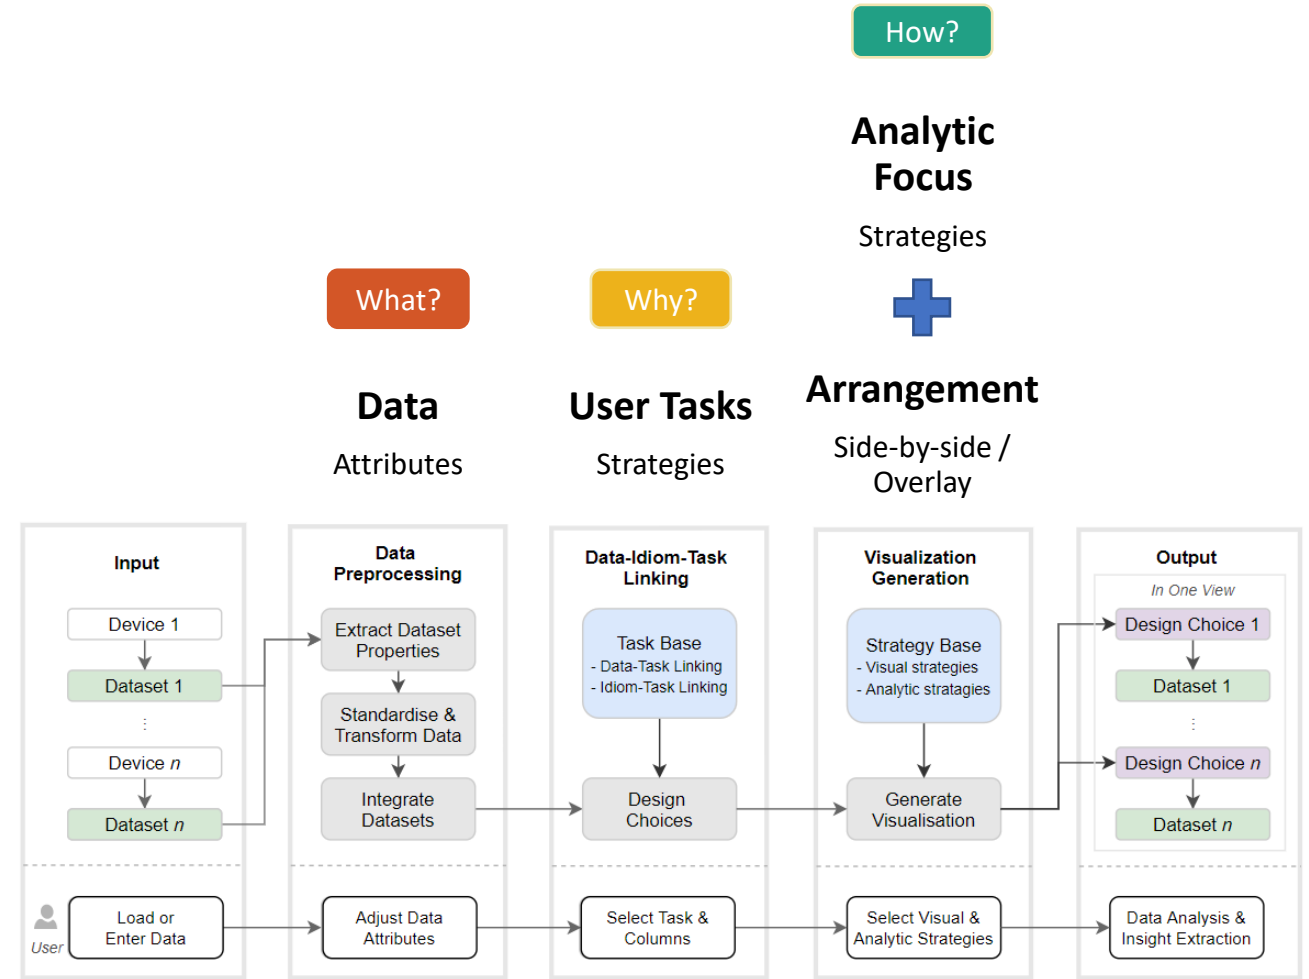 How?
Analytic
Focus
Strategies
What?
Why?
Data
Attributes
User Tasks
Strategies
Arrangement
Side-by-side /
Overlay
Input
Device 1
Dataset 1
⋮
Device n
Dataset n
Data
Preprocessing
Extract Dataset
Properties
Standardise &
Transform Data
Integrate
Datasets
Data-Idiom-Task
Linking
Task Base
- Data-Task Linking
- Idiom-Task Linking
Design
Choices
Visualization
Generation
Strategy Base
- Visual strategies
- Analytic stratagies
Generate
Visualisation
Output
In One View
Design Choice 1
Dataset 1
⋮
Design Choice n
Dataset n
User
Load or
Enter Data
Adjust Data
Attributes
Select Task &
Columns
Select Visual &
Analytic Strategies
Data Analysis &
Insight Extraction